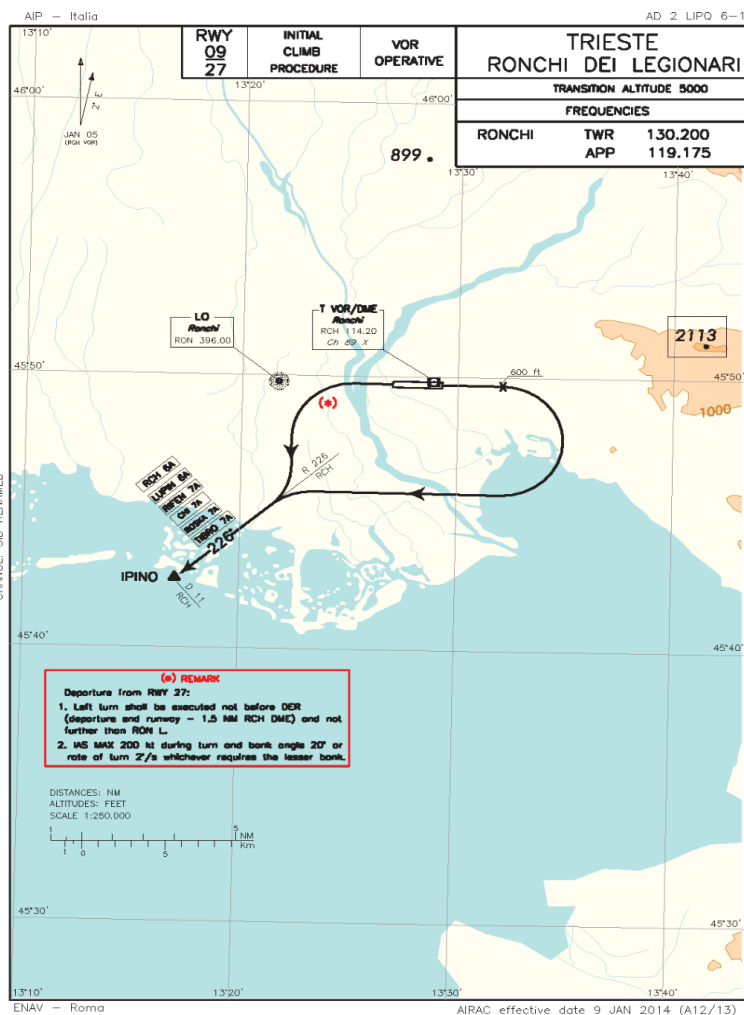 AIP – Italia
AD 2 LIPQ 6-1
RWY
09
27
INITIAL
CLIMB
PROCEDURE
VOR
OPERATIVE
TRIESTE
RONCHI DEI LEGIONARI
TRANSITION ALTITUDE 5000
FREQUENCIES
RONCHI TWR 130.200
APP 119.175
13°10'
13°20'
13°30'
13°40'
46°00'
46°00'
2° E
JAN 05
(RCH VOR)
899
LO
Ronchi
RON 396.00
T VOR/DME
Ronchi
RCH 114.20
Ch 89 X
2113
1000
45°50'
45°50'
600 ft
(*)
R 226
RCH
RCH 6A
LUPIN 6A
RIFEN 7A
CHI 7A
ROSKA 7A
TIBRO 7A
226°
IPINO
D 11
RCH
45°40'
45°40'
(*) REMARK
Departure from RWY 27:
1. Left turn shall be executed not before DER
(departure end runway – 1.5 NM RCH DME) and not
further than RON L.
2. IAS MAX 200 kt during turn and bank angle 20° or
rate of turn 2°/s whichever requires the lesser bank.
DISTANCES: NM
ALTITUDES: FEET
SCALE 1:250.000
1 5
NM
Km
1 0 5
45°30'
45°30'
13°10'
13°20'
13°30'
13°40'
ENAV – Roma
AIRAC effective date 9 JAN 2014 (A12/13)